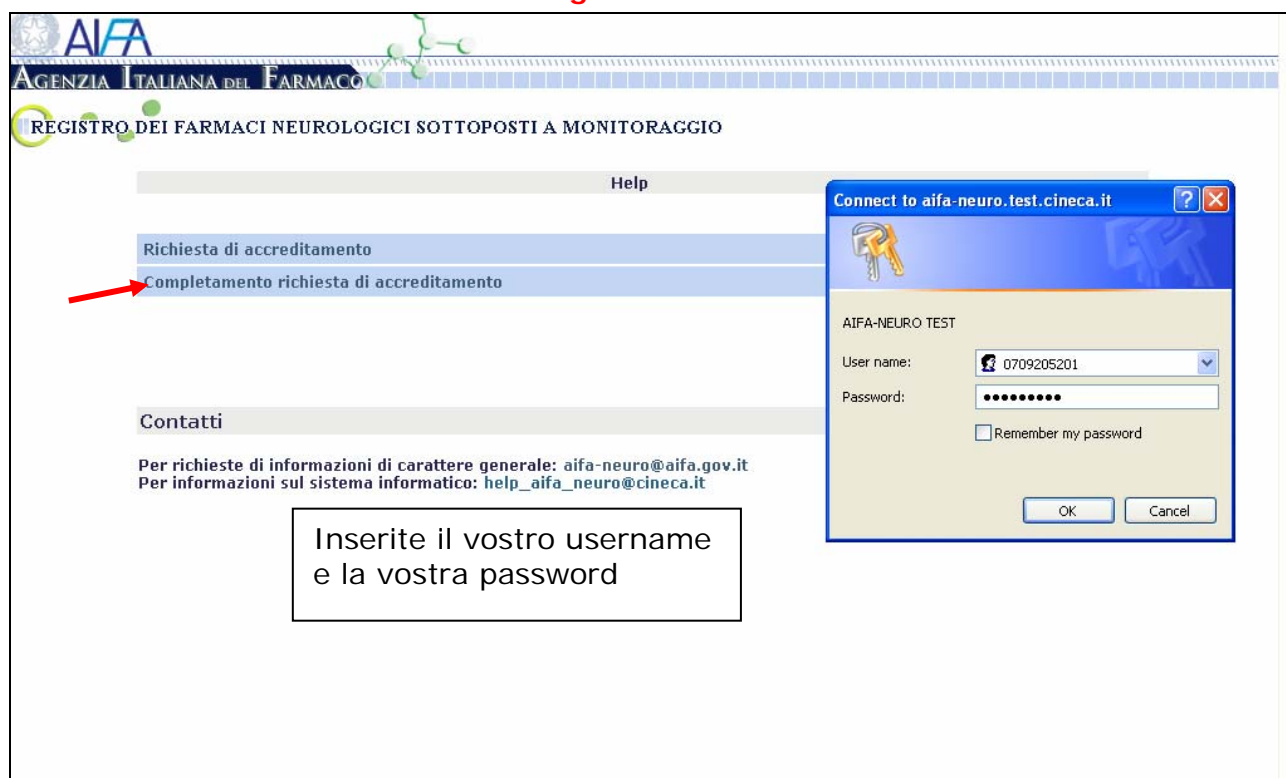 AIFA
AGENZIA ITALIANA DEL FARMACO
REGISTRO DEI FARMACI NEUROLOGICI SOTTOPOSTI A MONITORAGGIO
Help
Richiesta di accreditamento
Completamento richiesta di accreditamento
Contatti
Per richieste di informazioni di carattere generale: aifa-neuro@aifa.gov.it
Per informazioni sul sistema informatico: help_aifa_neuro@cineca.it
Inserite il vostro username
e la vostra password
Connect to aifa-neuro.test.cineca.it
AIFA-NEURO TEST
User name: 0709205201
Password: •••••••••
Remember my password
OK Cancel